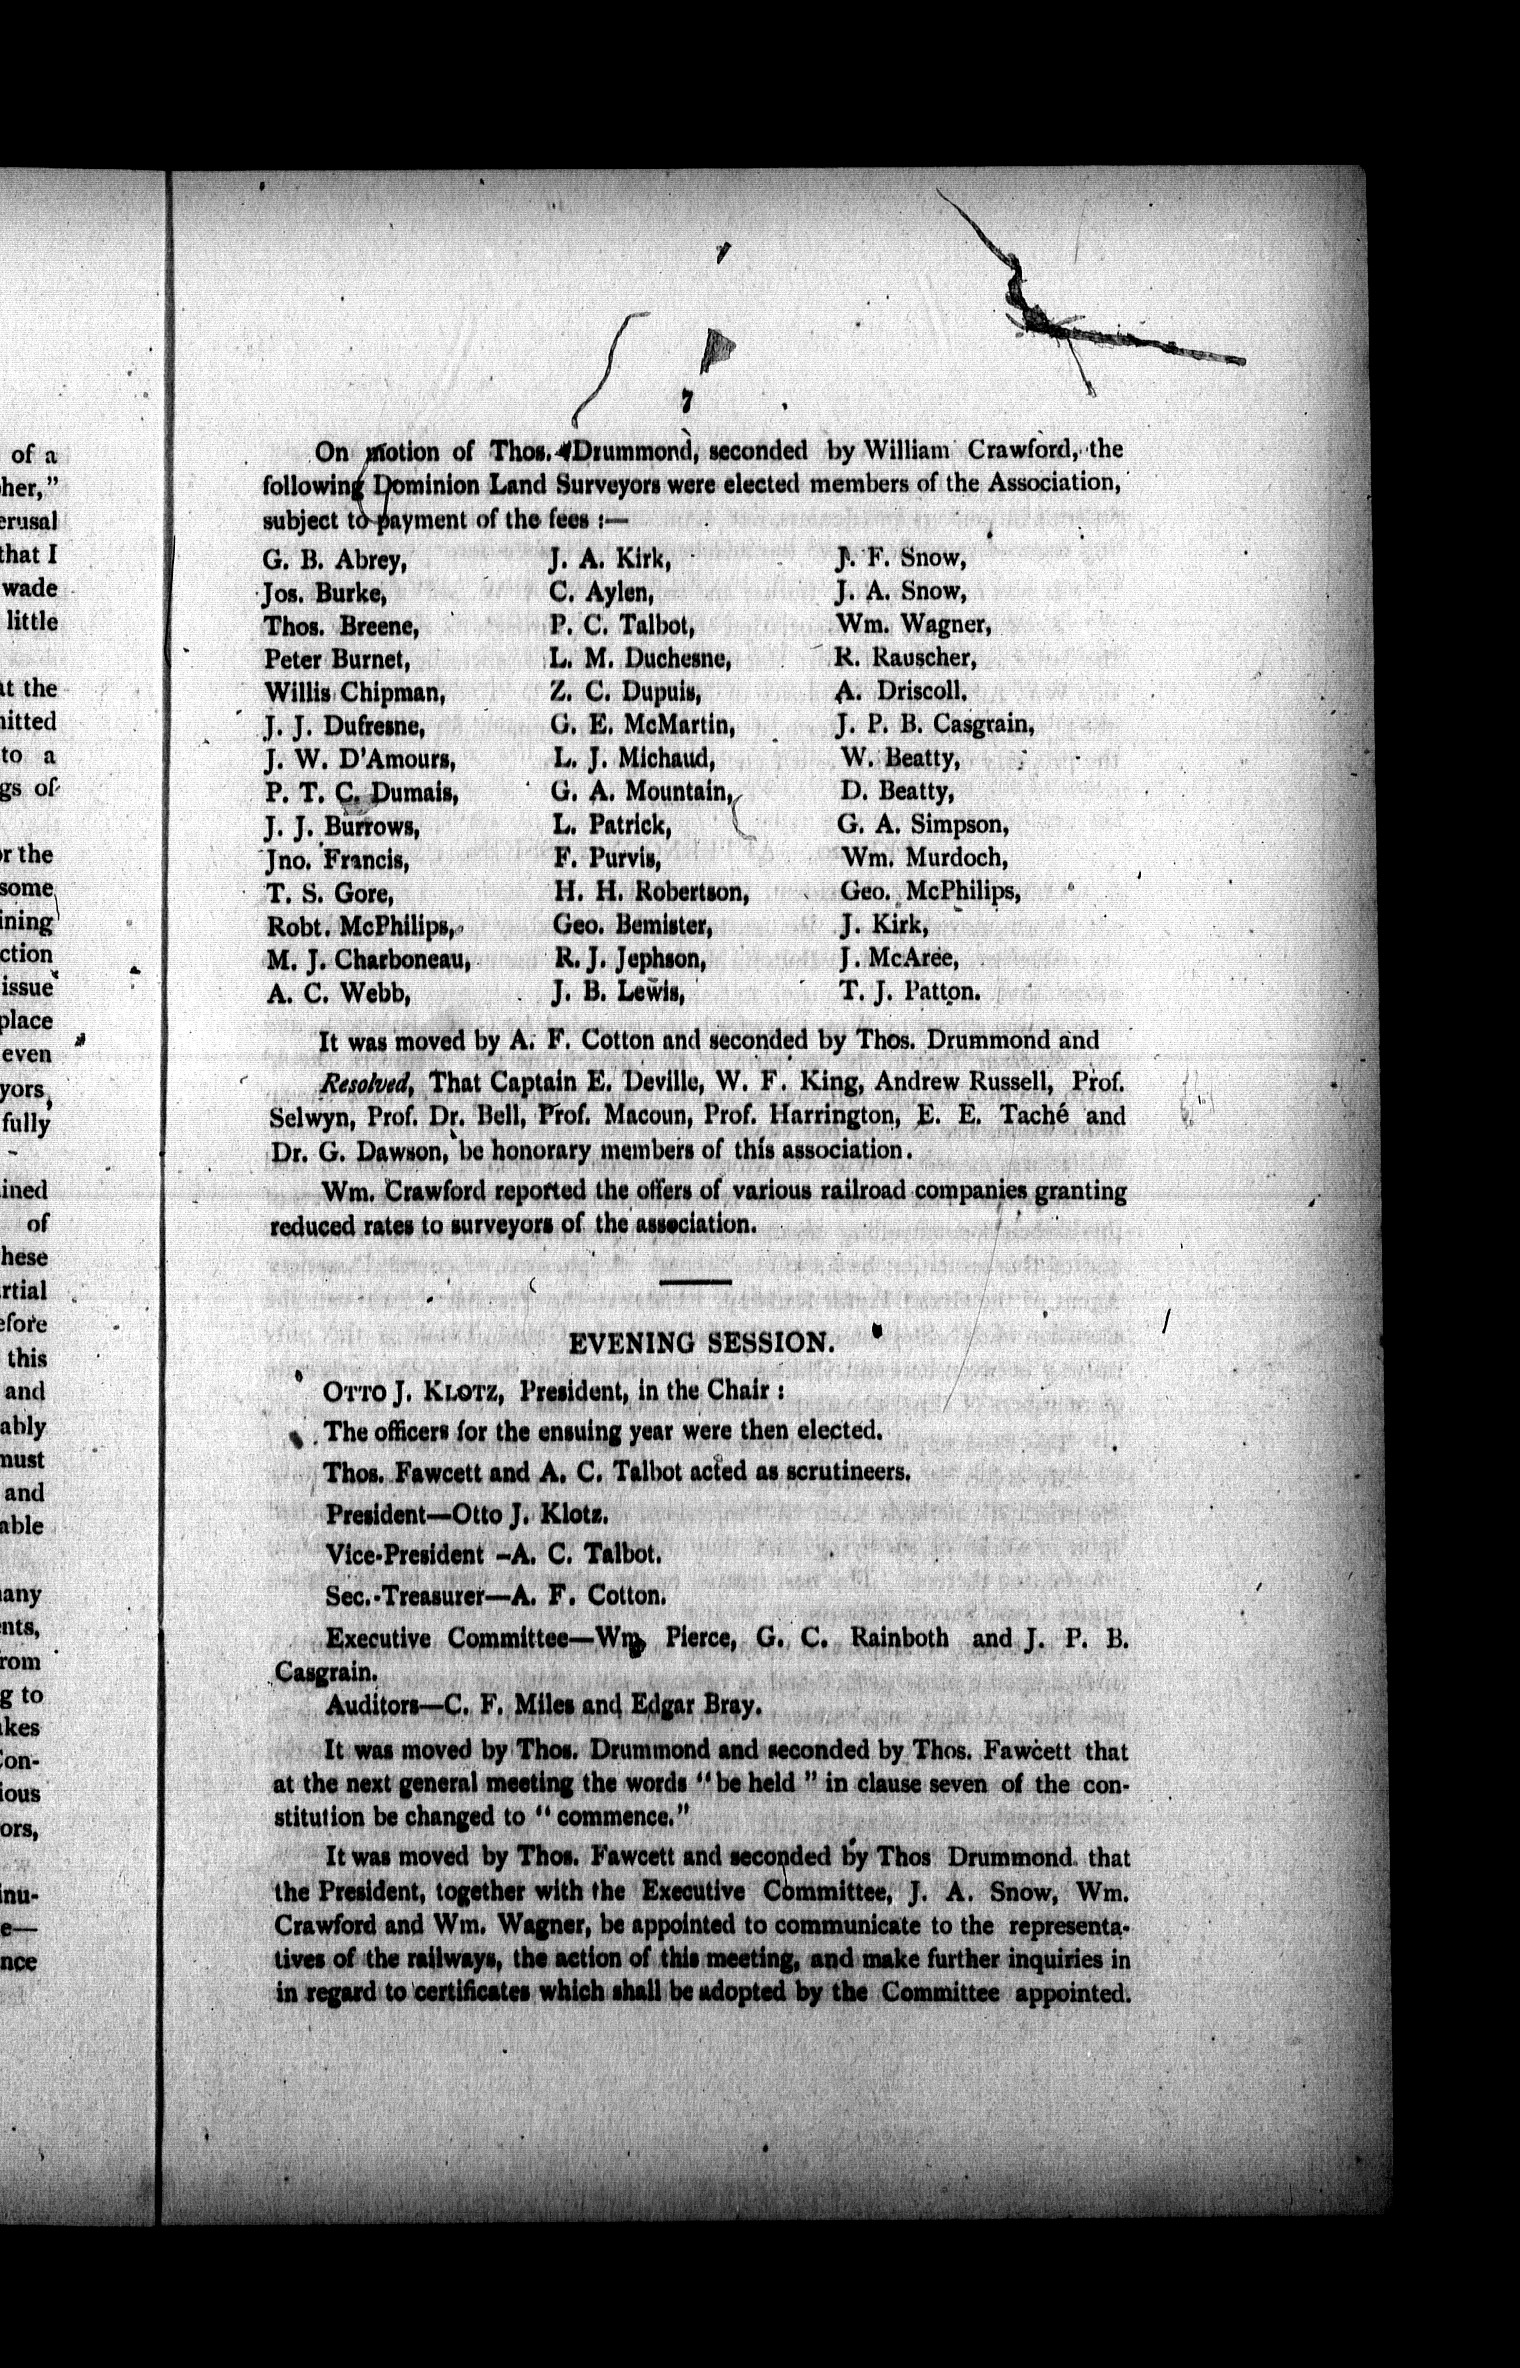 7
On motion of Thos. Drummond, seconded by William Crawford, the
following Dominion Land Surveyors were elected members of the Association,
subject to payment of the fees :—
G. B. Abrey,
Jos. Burke,
Thos. Breene,
Peter Burnet,
Willis Chipman,
J. J. Dufresne,
J. W. D'Amours,
P. T. C. Dumais,
J. J. Burrows,
Jno. Francis,
T. S. Gore,
Robt. McPhilips,
M. J. Charboneau,
A. C. Webb,
J. A. Kirk,
C. Aylen,
P. C. Talbot,
L. M. Duchesne,
Z. C. Dupuis,
G. E. McMartin,
L. J. Michaud,
G. A. Mountain,
L. Patrick,
F. Purvis,
H. H. Robertson,
Geo. Bemister,
R. J. Jephson,
J. B. Lewis,
J. F. Snow,
J. A. Snow,
Wm. Wagner,
R. Rauscher,
A. Driscoll.
J. P. B. Casgrain,
W. Beatty,
D. Beatty,
G. A. Simpson,
Wm. Murdoch,
Geo. McPhilips,
J. Kirk,
J. McAree,
T. J. Patton.
It was moved by A. F. Cotton and seconded by Thos. Drummond and
Resolved, That Captain E. Deville, W. F. King, Andrew Russell, Prof.
Selwyn, Prof. Dr. Bell, Prof. Macoun, Prof. Harrington, E. E. Taché and
Dr. G. Dawson, be honorary members of this association.
Wm. Crawford reported the offers of various railroad companies granting
reduced rates to surveyors of the association.
EVENING SESSION.
OTTO J. KLOTZ, President, in the Chair :
The officers for the ensuing year were then elected.
Thos. Fawcett and A. C. Talbot acted as scrutineers.
President—Otto J. Klotz.
Vice-President –A. C. Talbot.
Sec.-Treasurer—A. F. Cotton.
Executive Committee—Wm. Pierce, G. C. Rainboth and J. P. B.
Casgrain.
Auditors—C. F. Miles and Edgar Bray.
It was moved by Thos. Drummond and seconded by Thos. Fawcett that
at the next general meeting the words "be held" in clause seven of the con-
stitution be changed to "commence."
It was moved by Thos. Fawcett and seconded by Thos Drummond that
the President, together with the Executive Committee, J. A. Snow, Wm.
Crawford and Wm. Wagner, be appointed to communicate to the representa-
tives of the railways, the action of this meeting, and make further inquiries in
in regard to certificates which shall be adopted by the Committee appointed.